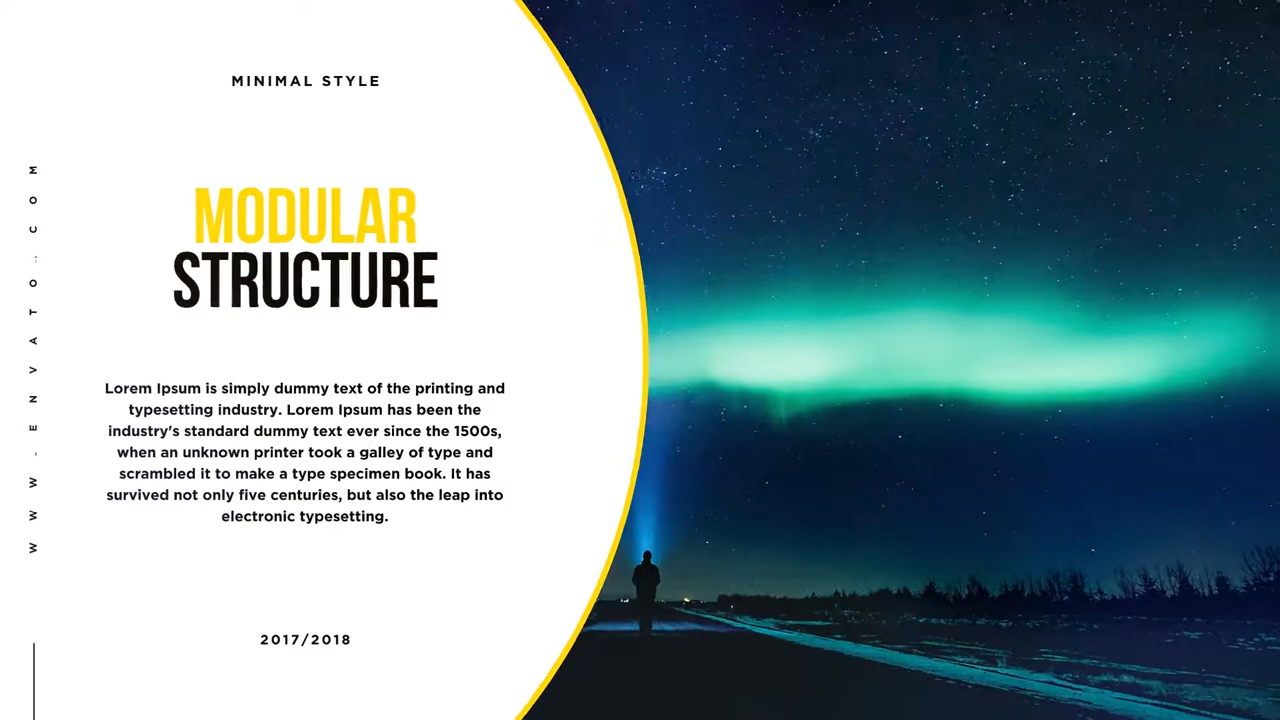 MINIMAL STYLE
MODULAR
STRUCTURE
Lorem Ipsum is simply dummy text of the printing and
typesetting industry. Lorem Ipsum has been the
industry's standard dummy text ever since the 1500s,
when an unknown printer took a galley of type and
scrambled it to make a type specimen book. It has
survived not only five centuries, but also the leap into
electronic typesetting.
2017/2018
WWW.ENVATO.COM